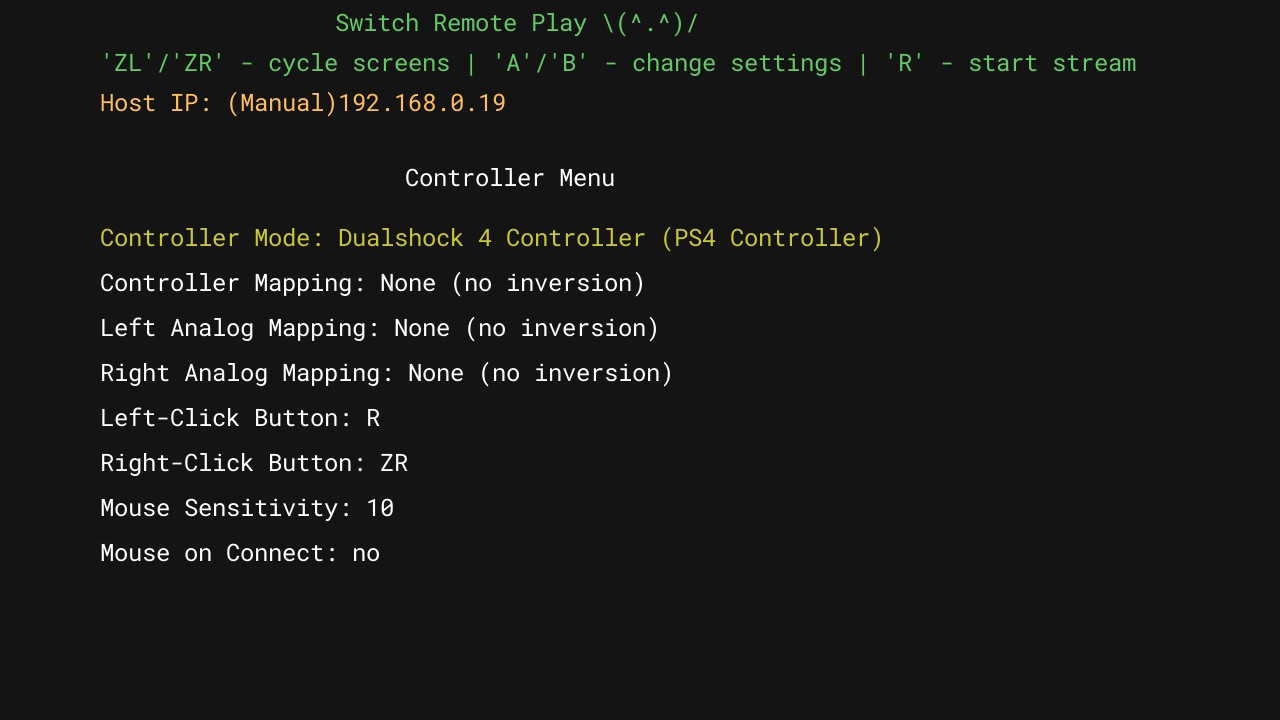 Switch Remote Play \(^.^)/
'ZL'/'ZR' - cycle screens | 'A'/'B' - change settings | 'R' - start stream
Host IP: (Manual)192.168.0.19
Controller Menu
Controller Mode: Dualshock 4 Controller (PS4 Controller)
Controller Mapping: None (no inversion)
Left Analog Mapping: None (no inversion)
Right Analog Mapping: None (no inversion)
Left-Click Button: R
Right-Click Button: ZR
Mouse Sensitivity: 10
Mouse on Connect: no